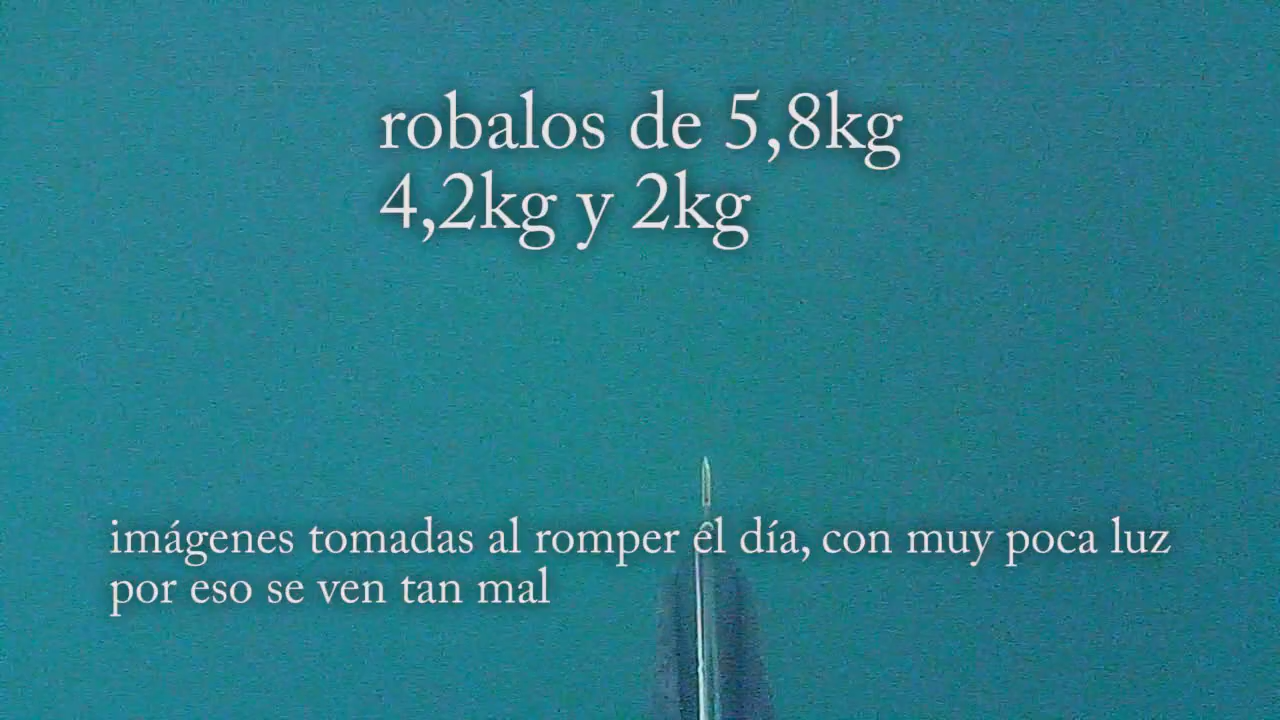 robalos de 5,8kg
4,2kg y 2kg
imágenes tomadas al romper el día, con muy poca luz
por eso se ven tan mal